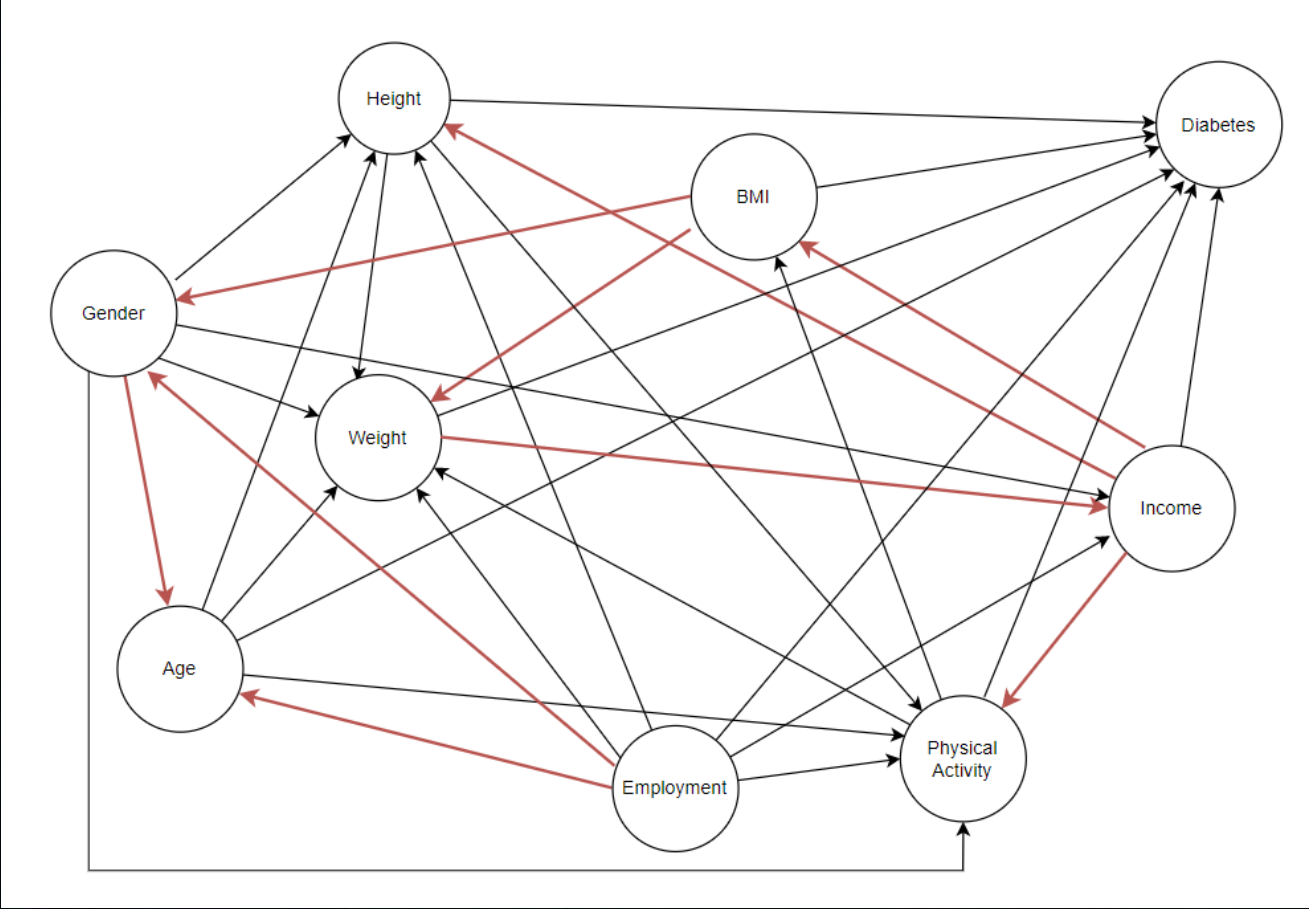 Height
Diabetes
BMI
Gender
Weight
Income
Age
Physical
Activity
Employment